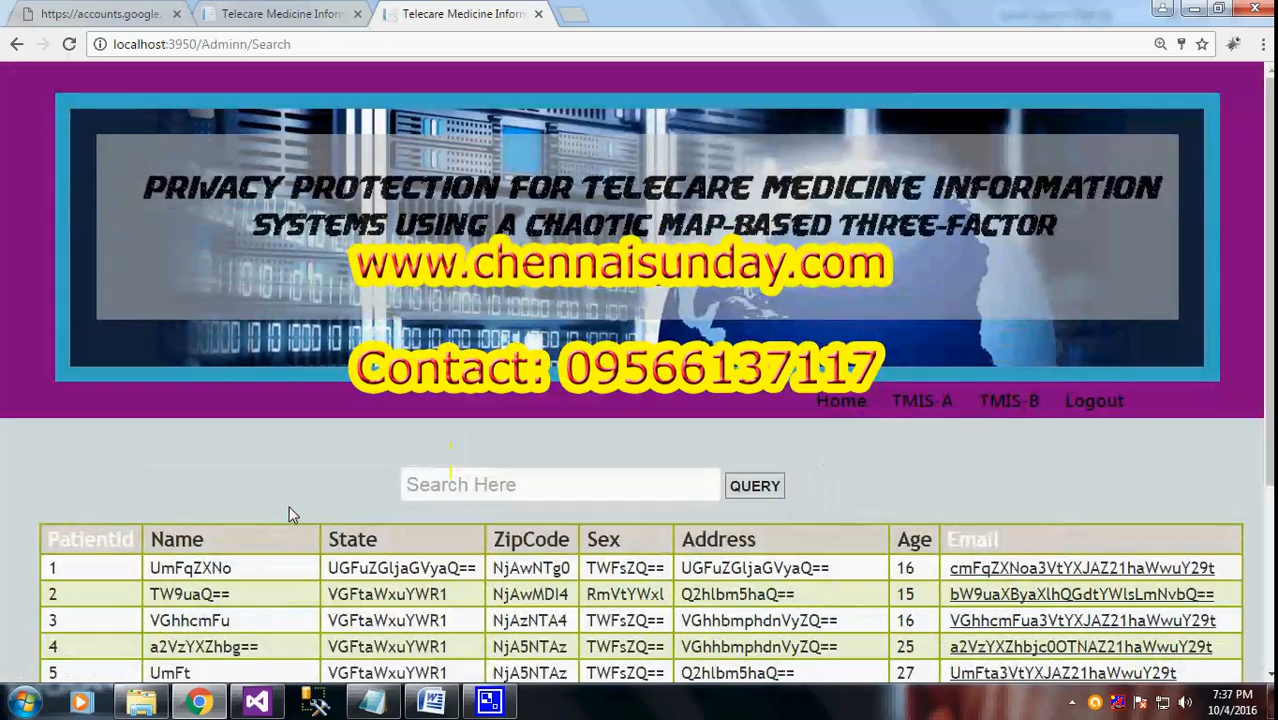 https://accounts.google.
Telecare Medicine Inform
Telecare Medicine Inform
localhost:3950/Adminn/Search
PRIVACY PROTECTION FOR TELECARE MEDICINE INFORMATION
SYSTEMS USING A CHAOTIC MAP-BASED THREE-FACTOR
www.chennaisunday.com
Contact: 09566137117
Home TMIS-A TMIS-B Logout
Search Here QUERY
PatientId Name State ZipCode Sex Address Age Email
1 UmFqZXNo UGFuZGljaGVyaQ== NjAwNTg0 TWFsZQ== UGFuZGljaGVyaQ== 16 cmFqZXNoa3VtYXJAZ21haWwuY29t
2 TW9uaQ== VGFtaWxuYWR1 NjAwMDI4 RmVtYWxl Q2hlbm5haQ== 15 bW9uaXByaXlhQGdtYWlsLmNvbQ==
3 VGhhcmFu VGFtaWxuYWR1 NjAzNTA4 TWFsZQ== VGhhbmphdnVyZQ== 16 VGhhcmFua3VtYXJAZ21haWwuY29t
4 a2VzYXZhbg== VGFtaWxuYWR1 NjA5NTAz TWFsZQ== VGhhbmphdnVyZQ== 25 a2VzYXZhbjc0OTNAZ21haWwuY29t
5 UmFt VGFtaWxuYWR1 NjA5NTAz TWFsZQ== Q2hlbm5haQ== 27 UmFta3VtYXJAZ21haWwuY29t
7:37 PM
10/4/2016